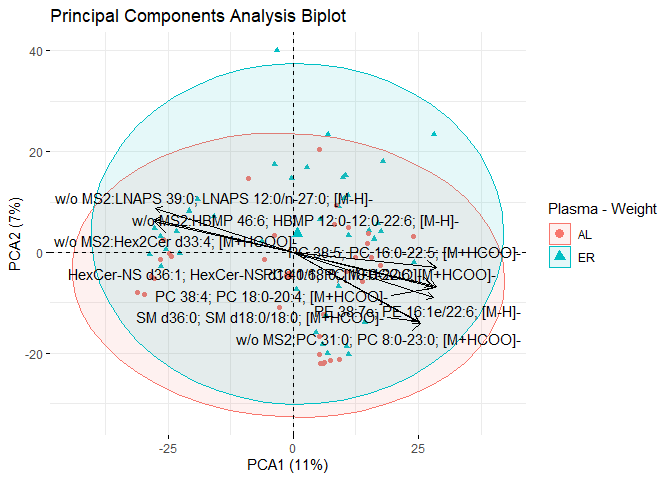 Principal Components Analysis Biplot
40
20
0
-20
PCA2 (7%)
w/o MS2:LNAPS 39:0; LNAPS 12:0/n-27:0; [M-H]-
w/o MS2:HBMP 46:6; HBMP 12:0-12:0-22:6; [M-H]-
w/o MS2:Hex2Cer d33:4; [M+HCOO]-
PC 38:5; PC 16:0-22:5; [M+HCOO]-
HexCer-NS d36:1; HexCer-NS d18:1/18:0; [M+HCOO]-
PC 38:4; PC 18:0-20:4; [M+HCOO]-
PE 38:7e; PE 16:1e/22:6; [M-H]-
SM d36:0; SM d18:0/18:0; [M+HCOO]-
w/o MS2:PC 31:0; PC 8:0-23:0; [M+HCOO]-
-25
0
25
PCA1 (11%)
Plasma - Weight
AL
ER